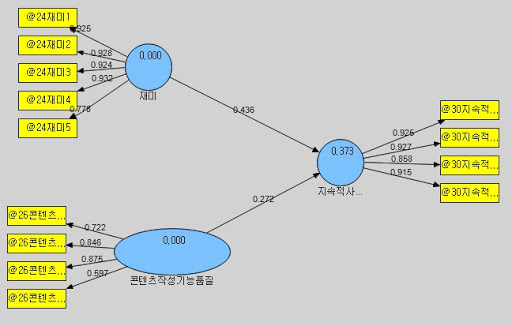 @24재미1
0.925
@24재미2
0.928
@24재미3
0.924
@24재미4
0.932
@24재미5
0.778
0.000
재미
0.436
@30지속적...
0.925
@30지속적...
0.927
@30지속적...
0.858
@30지속적...
0.915
0.373
지속적사...
0.272
@26콘텐츠...
0.722
@26콘텐츠...
0.846
@26콘텐츠...
0.875
@26콘텐츠...
0.597
0.000
콘텐츠작성기능품질